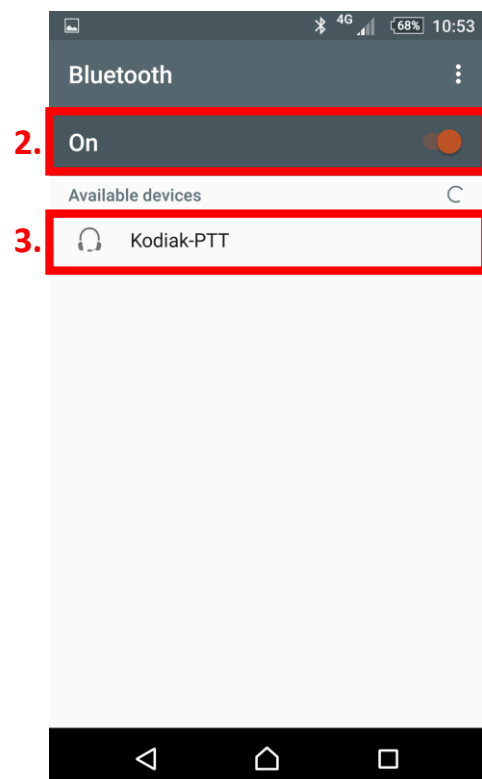 4G 68% 10:53
Bluetooth
2. On
Available devices
3. Kodiak-PTT